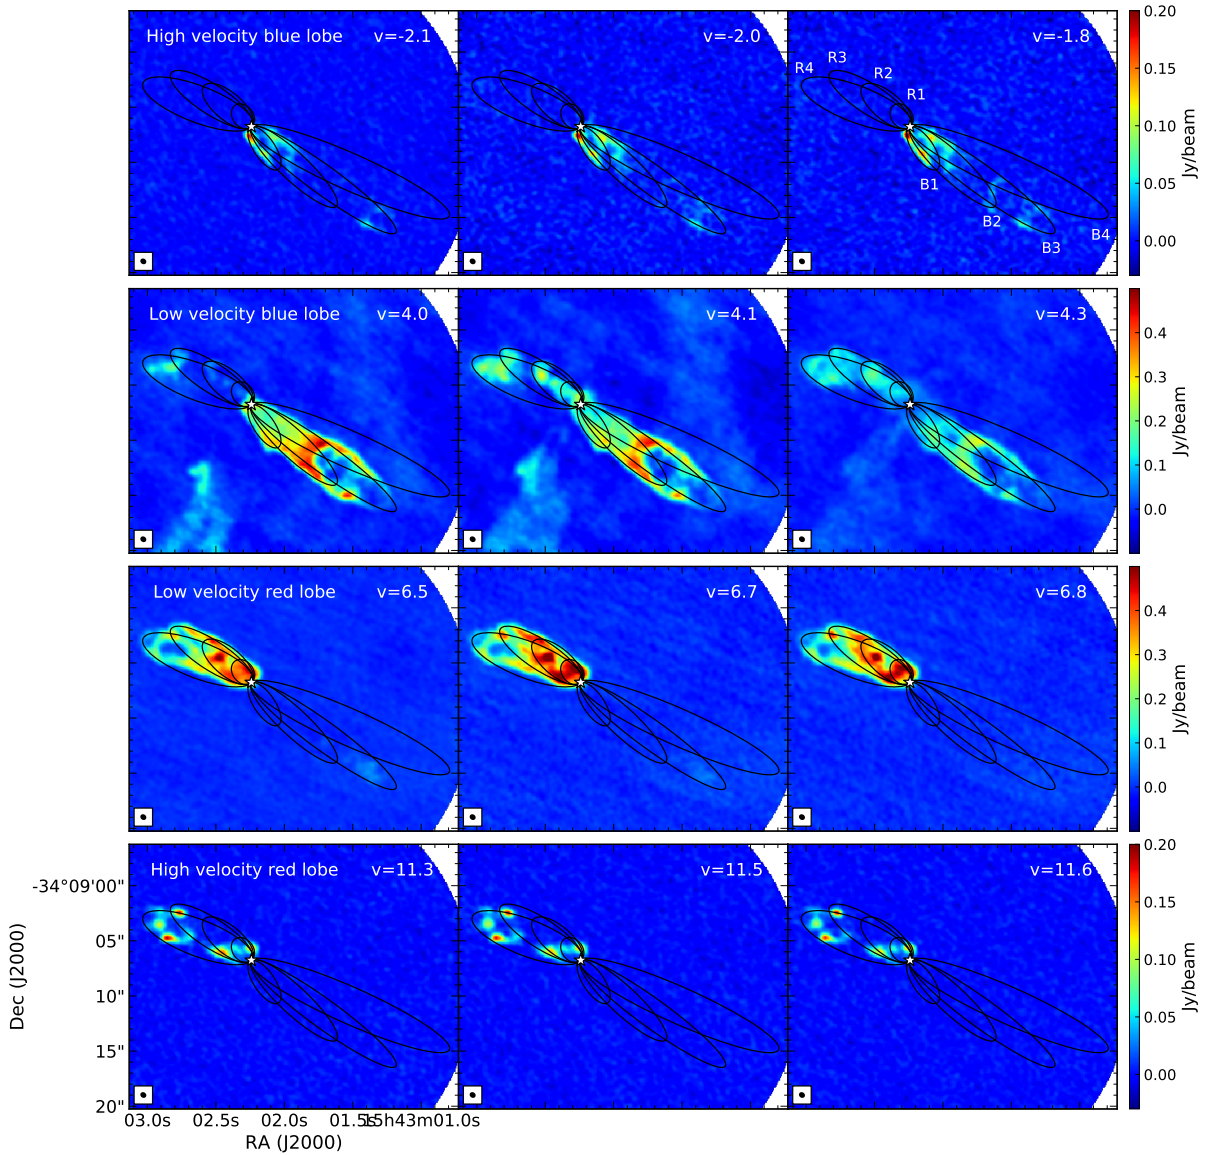 High velocity blue lobe v=-2.1 v=-2.0 v=-1.8
R4 R3 R2 R1
B1 B2 B3 B4
0.20
0.15
0.10
0.05
0.00
Jy/beam
Low velocity blue lobe v=4.0 v=4.1 v=4.3
0.4
0.3
0.2
0.1
0.0
Jy/beam
Low velocity red lobe v=6.5 v=6.7 v=6.8
0.4
0.3
0.2
0.1
0.0
Jy/beam
High velocity red lobe v=11.3 v=11.5 v=11.6
0.20
0.15
0.10
0.05
0.00
Jy/beam
-34°09'00"
05"
10"
15"
20"
Dec (J2000)
03.0s 02.5s 02.0s 01.5s 15h43m01.0s
RA (J2000)